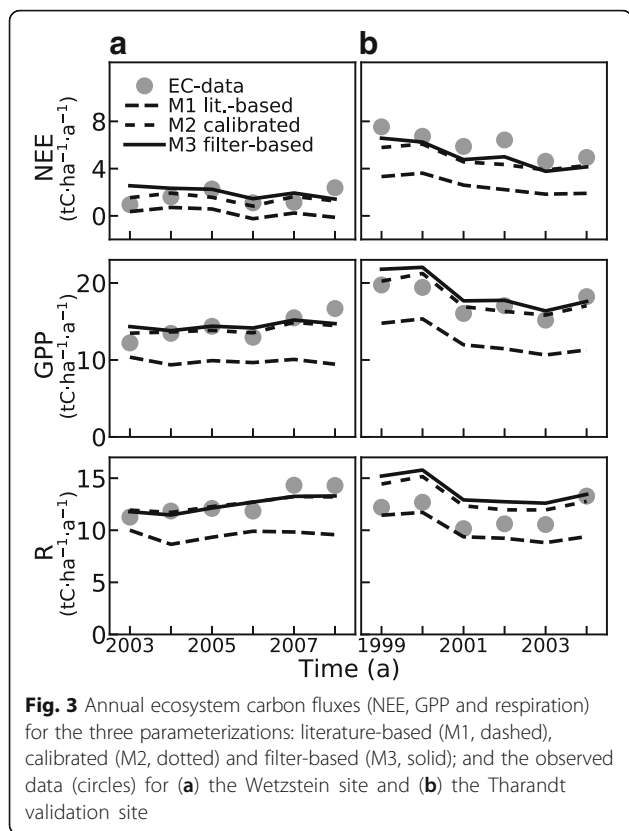 a
b
EC-data
M1 lit.-based
M2 calibrated
M3 filter-based
NEE
(tC·ha⁻¹·a⁻¹)
8
4
0
GPP
(tC·ha⁻¹·a⁻¹)
20
10
0
R
(tC·ha⁻¹·a⁻¹)
15
10
5
0
2003 2005 2007 1999 2001 2003
Time (a)
Fig. 3 Annual ecosystem carbon fluxes (NEE, GPP and respiration)
for the three parameterizations: literature-based (M1, dashed),
calibrated (M2, dotted) and filter-based (M3, solid); and the observed
data (circles) for (a) the Wetzstein site and (b) the Tharandt
validation site